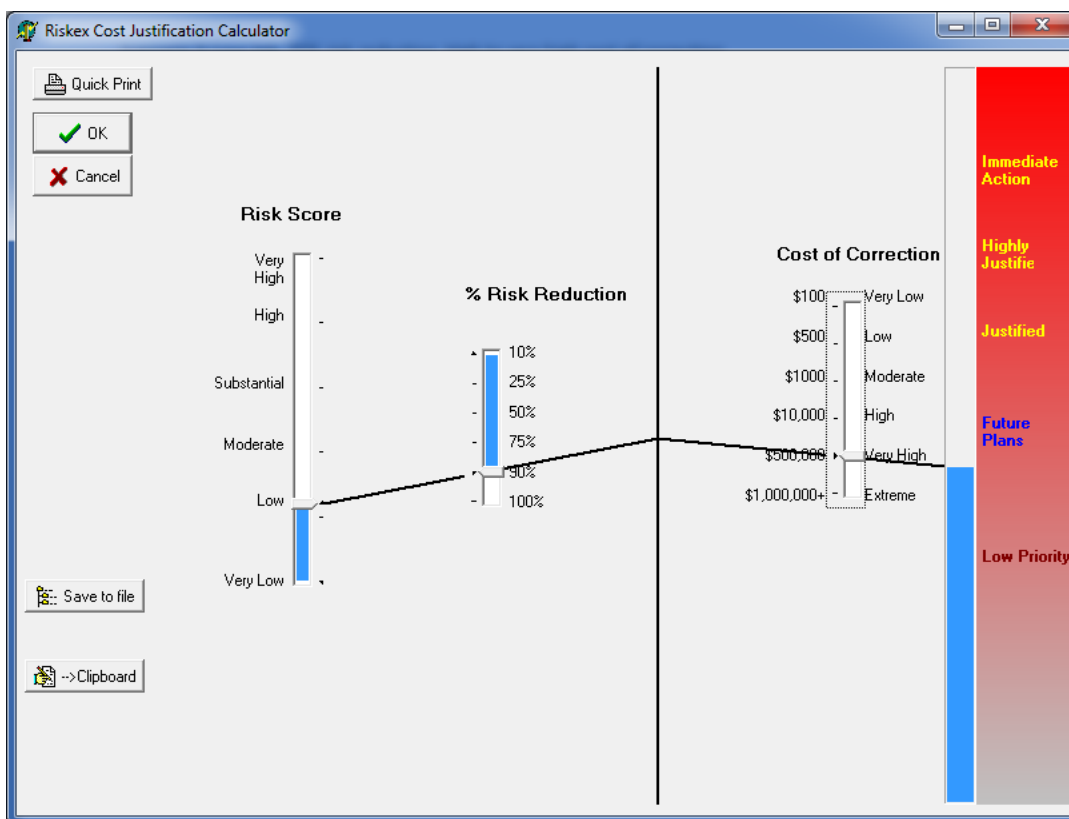 Riskex Cost Justification Calculator
Quick Print
OK
Cancel
Risk Score
Very
High
High
Substantial
Moderate
Low
Very Low
% Risk Reduction
10%
25%
50%
75%
90%
100%
Cost of Correction
$100 Very Low
$500 Low
$1000 Moderate
$10,000 High
$500,000 Very High
$1,000,000+ Extreme
Immediate
Action
Highly
Justifie
Justified
Future
Plans
Low Priority
Save to file
-->Clipboard